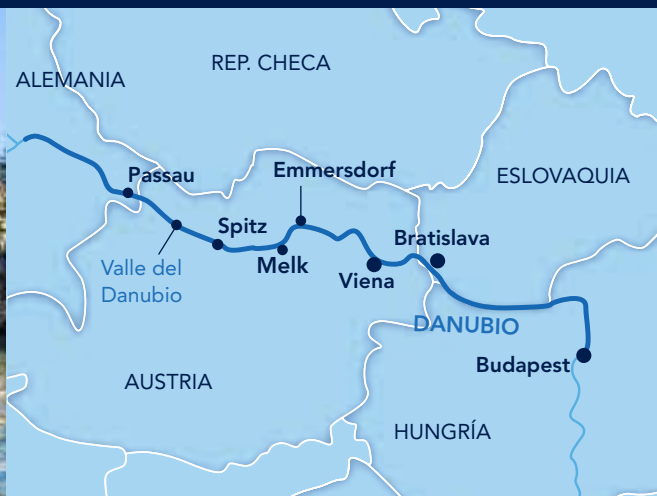 REP. CHECA
ALEMANIA
Emmersdorf
Passau
ESLOVAQUIA
Spitz
Bratislava
Valle del
Danubio
Melk
Viena
DANUBIO
Budapest
AUSTRIA
HUNGRÍA